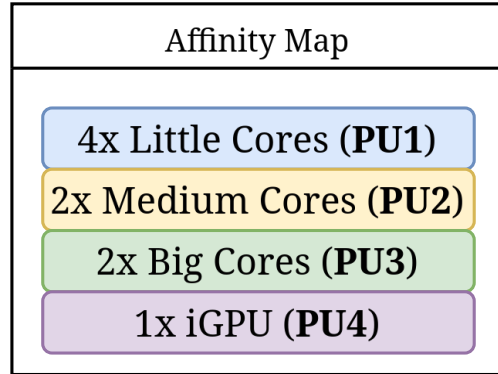 Affinity Map
4x Little Cores (PU1)
2x Medium Cores (PU2)
2x Big Cores (PU3)
1x iGPU (PU4)